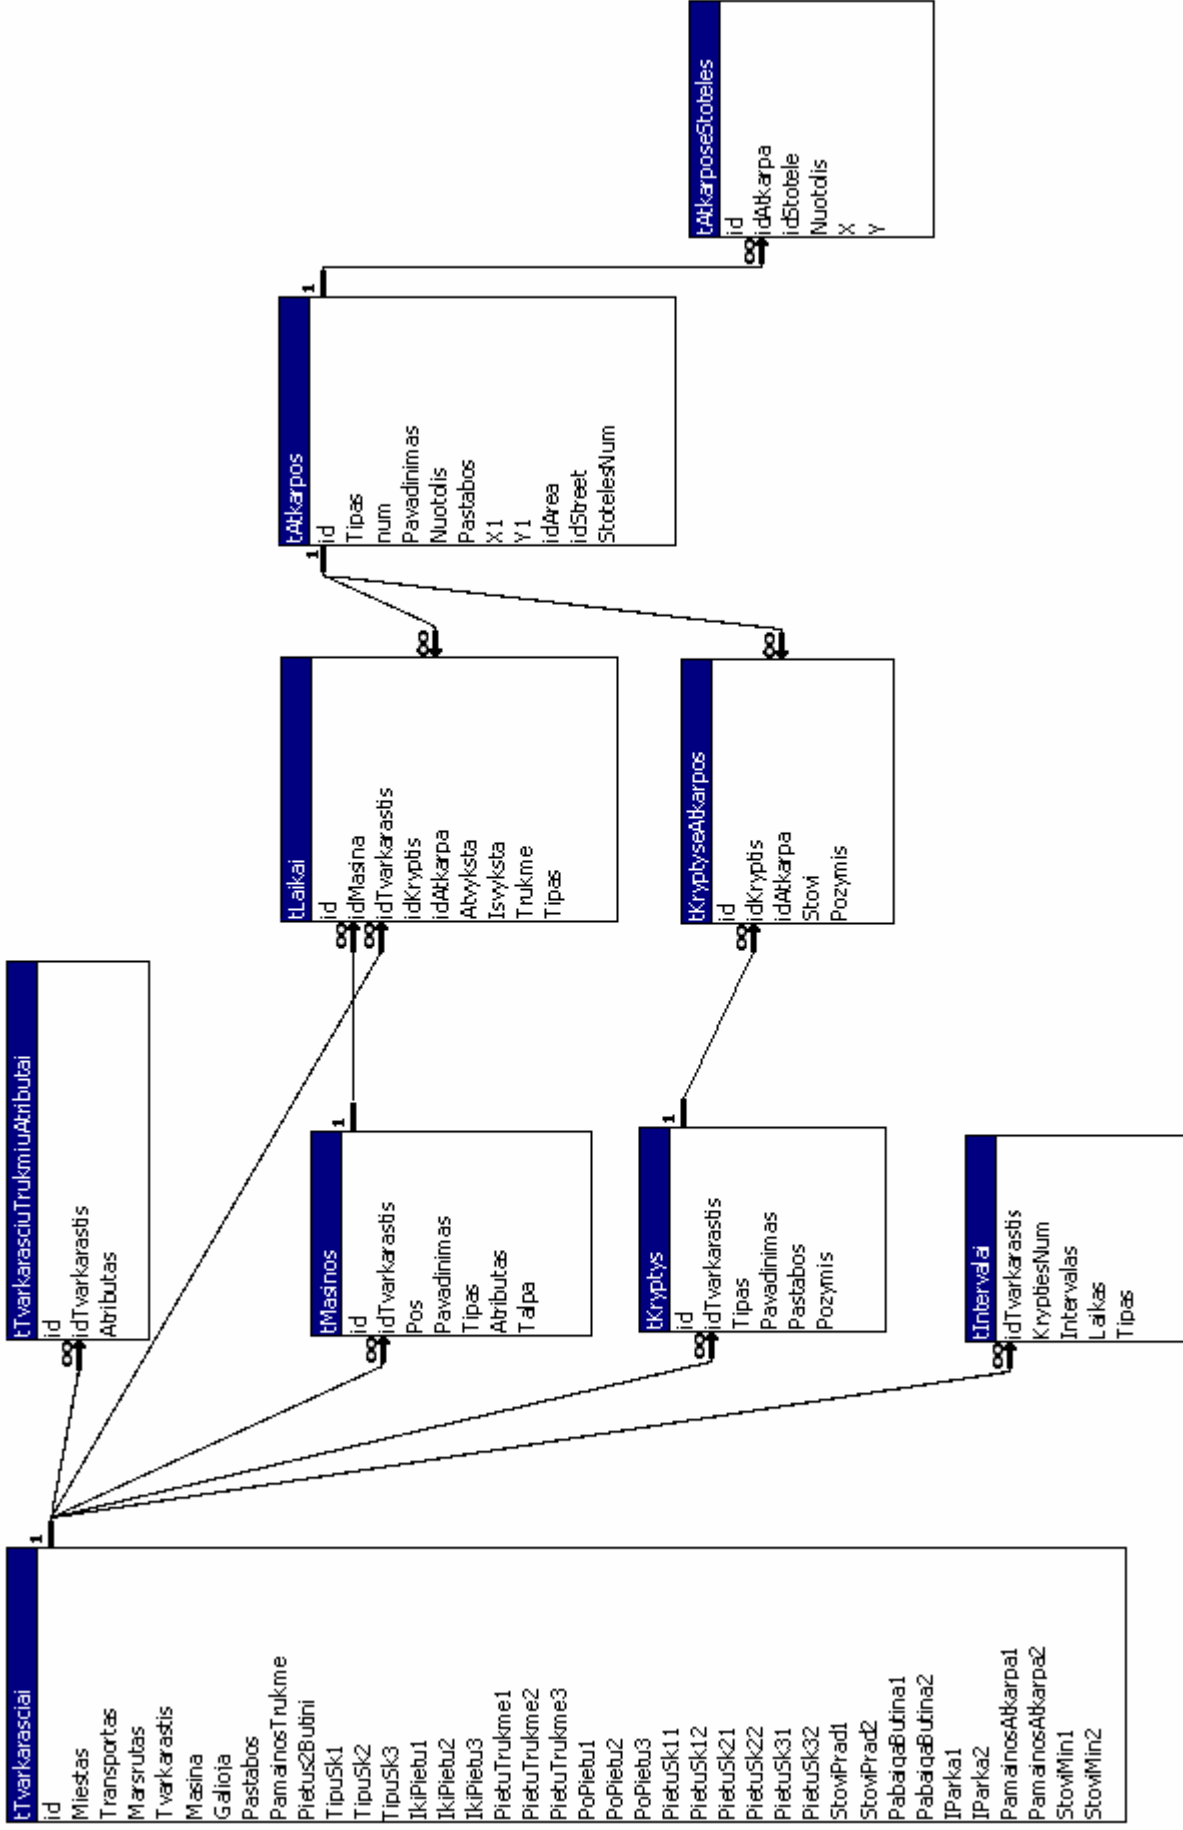 tTvarkarasciai
id
Miestas
Transportas
Marsrutas
Tvarkarastis
Masina
Galioja
Pastabos
PamainosTrukme
Pietus2Butini
TipuSk1
TipuSk2
TipuSk3
IkiPietu1
IkiPietu2
IkiPietu3
PietuTrukme1
PietuTrukme2
PietuTrukme3
PoPietu1
PoPietu2
PoPietu3
PietuSk11
PietuSk12
PietuSk21
PietuSk22
PietuSk31
PietuSk32
StoviPrad1
StoviPrad2
PabaigaButina1
PabaigaButina2
IParka1
IParka2
PamainosAtkarpa1
PamainosAtkarpa2
StoviMin1
StoviMin2
1
∞
tTvarkarasciuTrukmiuAtributai
id
idTvarkarastis
Atributas
∞
tMasinos
id
idTvarkarastis
Pos
Pavadinimas
Tipas
Atributas
Talpa
1
∞
tKryptys
id
idTvarkarastis
Tipas
Pavadinimas
Pastabos
Pozymis
1
∞
tIntervalai
idTvarkarastis
KryptiesNum
Intervalas
Laikas
Tipas
∞
∞
tLaikai
id
idMasina
idTvarkarastis
idKryptis
idAtkarpa
Atvyksta
Isvyksta
Trukme
Tipas
∞
∞
tKryptyseAtkarpos
id
idKryptis
idAtkarpa
Stovi
Pozymis
∞
1
tAtkarpos
id
Tipas
num
Pavadinimas
Nuotolis
Pastabos
X1
Y1
idArea
idStreet
StotelesNum
1
∞
tAtkarposeStoteles
id
idAtkarpa
idStotele
Nuotolis
X
Y